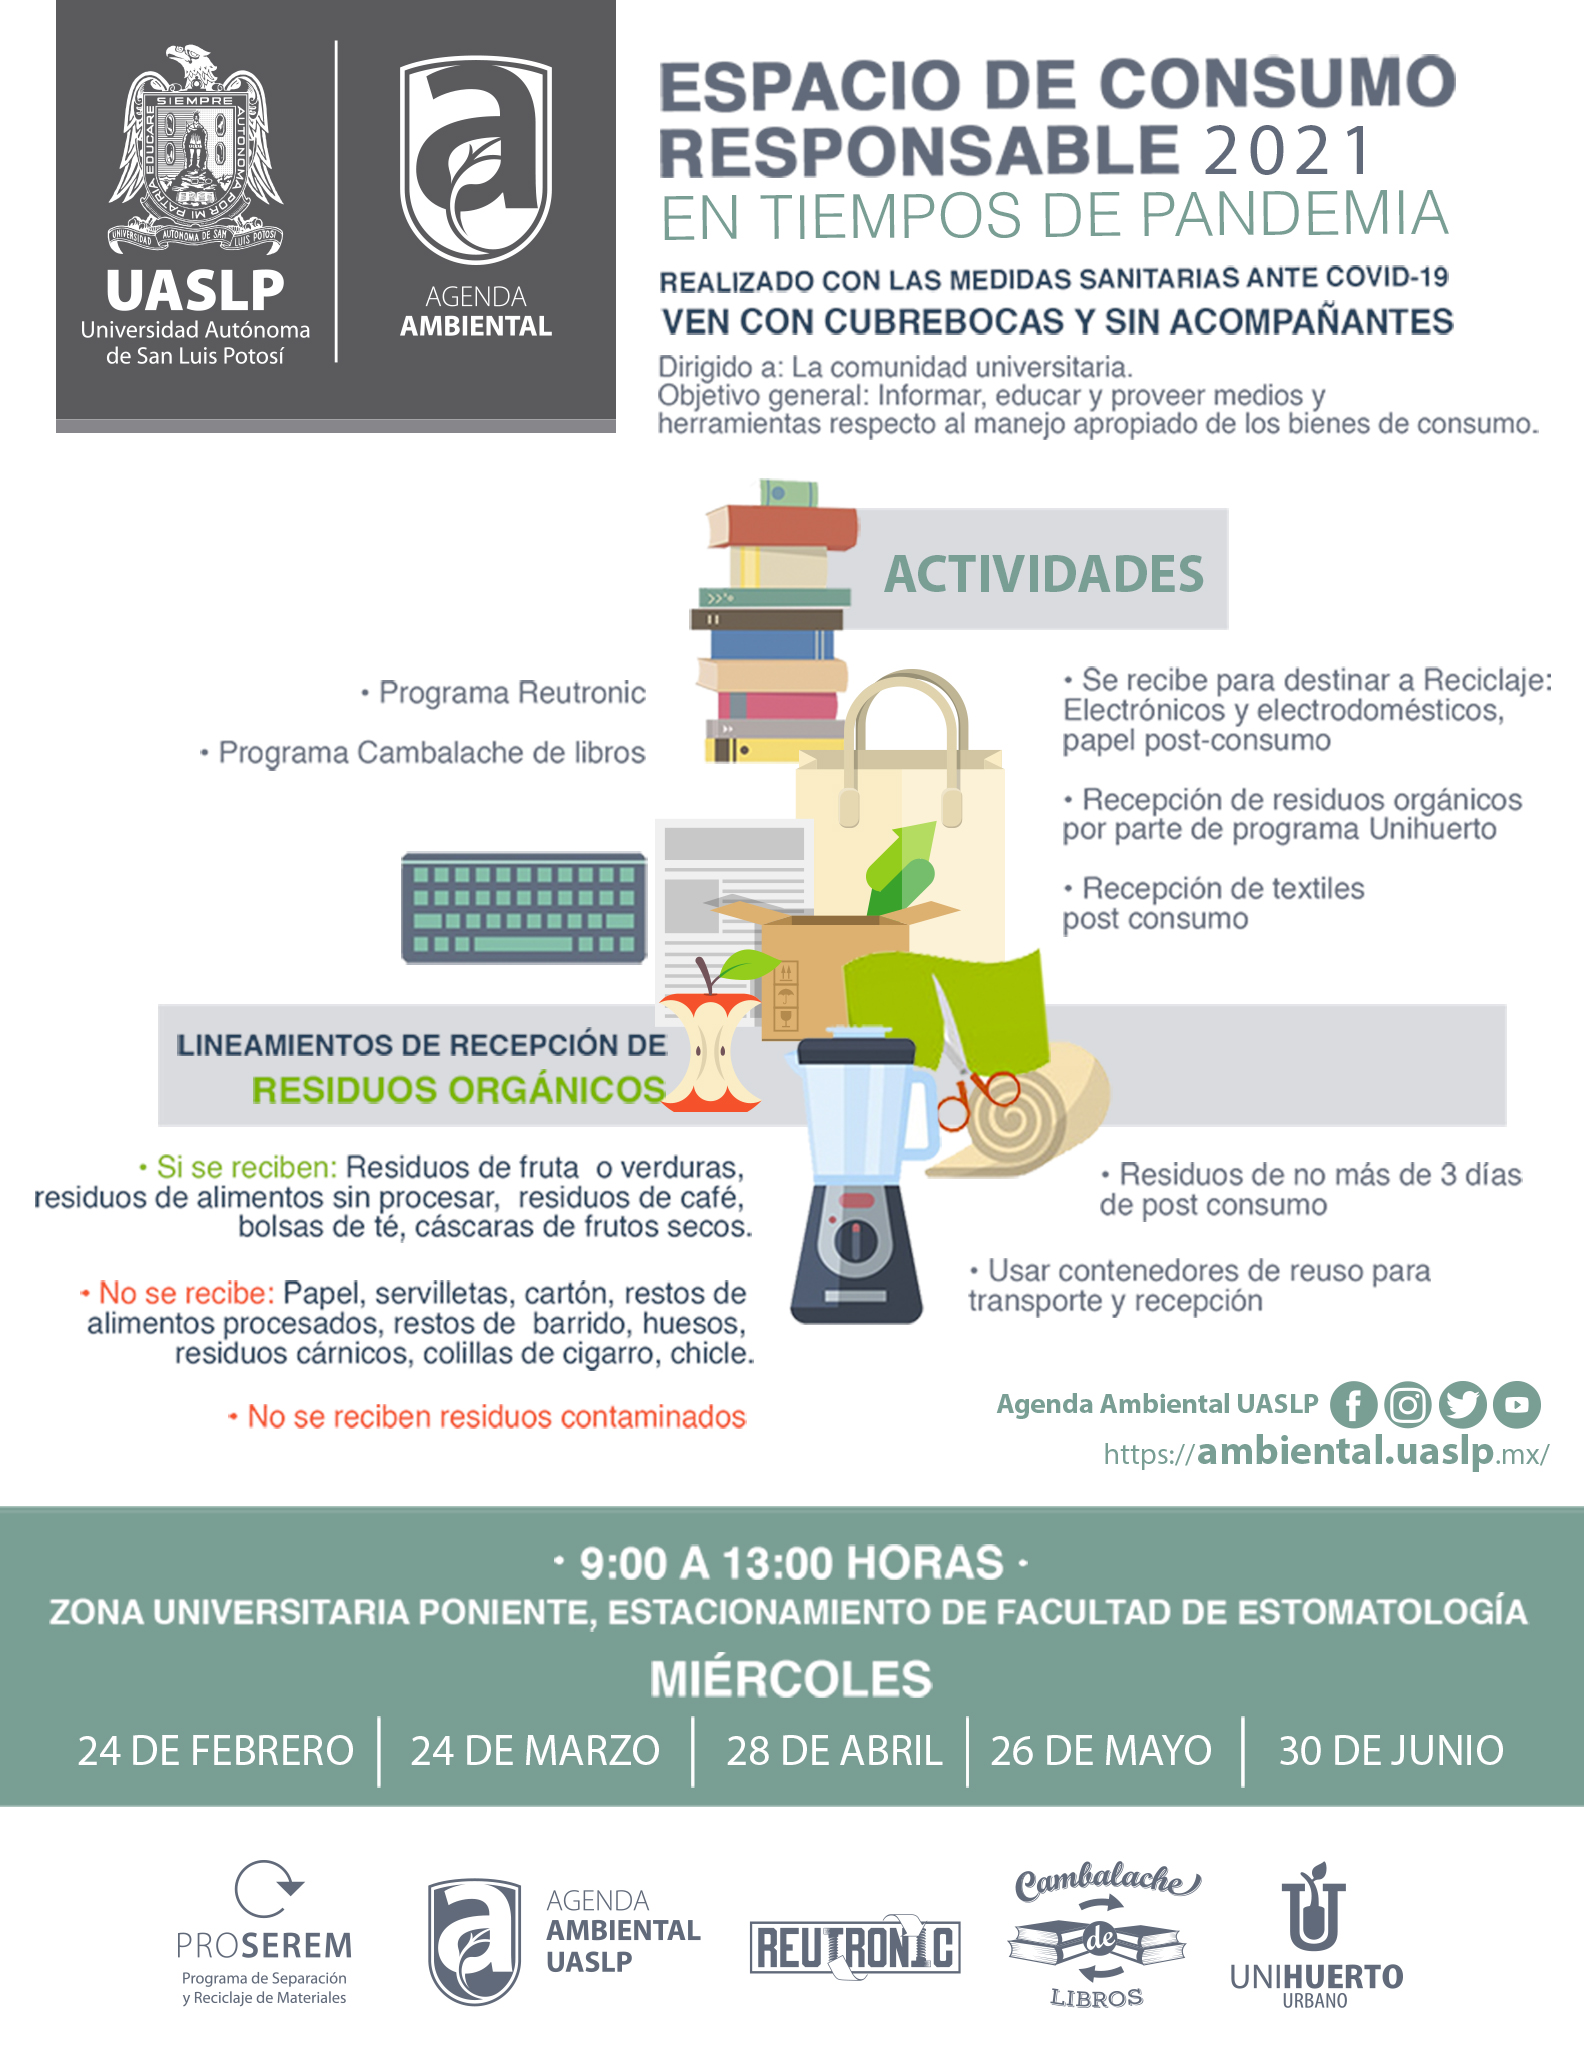 SIEMPRE AUTONOMA
POR MI PATRIA EDUCARE
UNIVERSIDAD AUTONOMA DE SAN LUIS POTOSI
UASLP
Universidad Autónoma
de San Luis Potosí
AGENDA
AMBIENTAL
ESPACIO DE CONSUMO
RESPONSABLE 2021
EN TIEMPOS DE PANDEMIA
REALIZADO CON LAS MEDIDAS SANITARIAS ANTE COVID-19
VEN CON CUBREBOCAS Y SIN ACOMPAÑANTES
Dirigido a: La comunidad universitaria.
Objetivo general: Informar, educar y proveer medios y
herramientas respecto al manejo apropiado de los bienes de consumo.
ACTIVIDADES
• Programa Reutronic
• Programa Cambalache de libros
• Se recibe para destinar a Reciclaje:
Electrónicos y electrodomésticos,
papel post-consumo
• Recepción de residuos orgánicos
por parte de programa Unihuerto
• Recepción de textiles
post consumo
LINEAMIENTOS DE RECEPCIÓN DE
RESIDUOS ORGÁNICOS
• Si se reciben: Residuos de fruta o verduras,
residuos de alimentos sin procesar, residuos de café,
bolsas de té, cáscaras de frutos secos.
• No se recibe: Papel, servilletas, cartón, restos de
alimentos procesados, restos de barrido, huesos,
residuos cárnicos, colillas de cigarro, chicle.
• No se reciben residuos contaminados
• Residuos de no más de 3 días
de post consumo
• Usar contenedores de reuso para
transporte y recepción
Agenda Ambiental UASLP
https://ambiental.uaslp.mx/
• 9:00 A 13:00 HORAS •
ZONA UNIVERSITARIA PONIENTE, ESTACIONAMIENTO DE FACULTAD DE ESTOMATOLOGÍA
MIÉRCOLES
24 DE FEBRERO | 24 DE MARZO | 28 DE ABRIL | 26 DE MAYO | 30 DE JUNIO
PROSEREM
Programa de Separación
y Reciclaje de Materiales
AGENDA
AMBIENTAL
UASLP
REUTRONIC
Cambalache
de
LIBROS
UNIHUERTO
URBANO